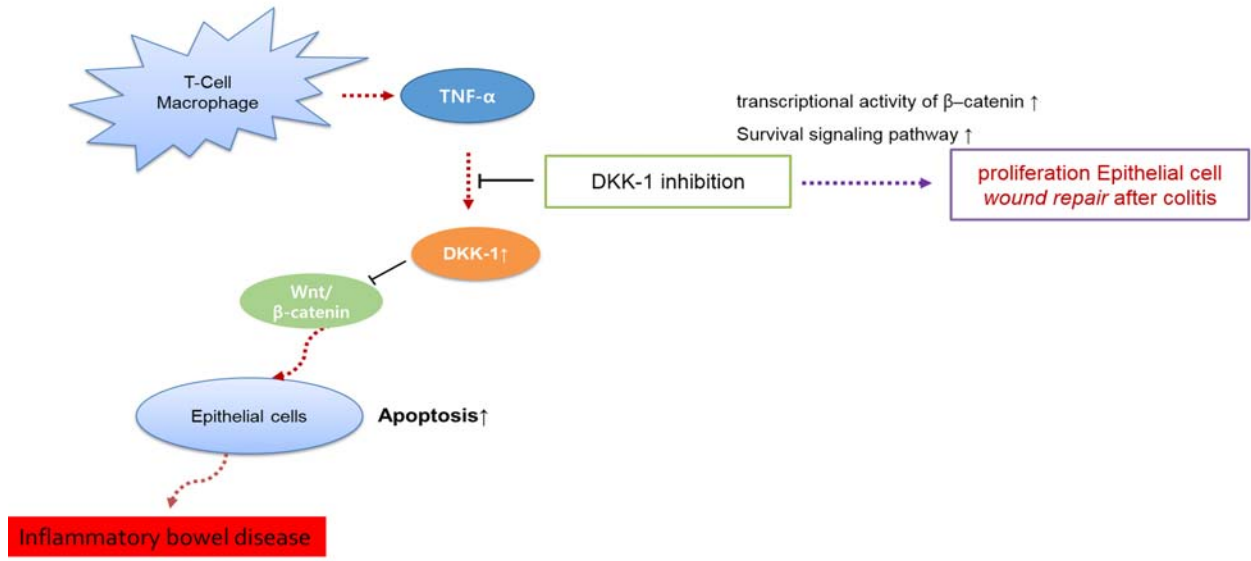 T-Cell
Macrophage
TNF-α
transcriptional activity of β–catenin ↑
Survival signaling pathway ↑
DKK-1 inhibition
proliferation Epithelial cell
wound repair after colitis
DKK-1↑
Wnt/
β-catenin
Epithelial cells
Apoptosis↑
Inflammatory bowel disease